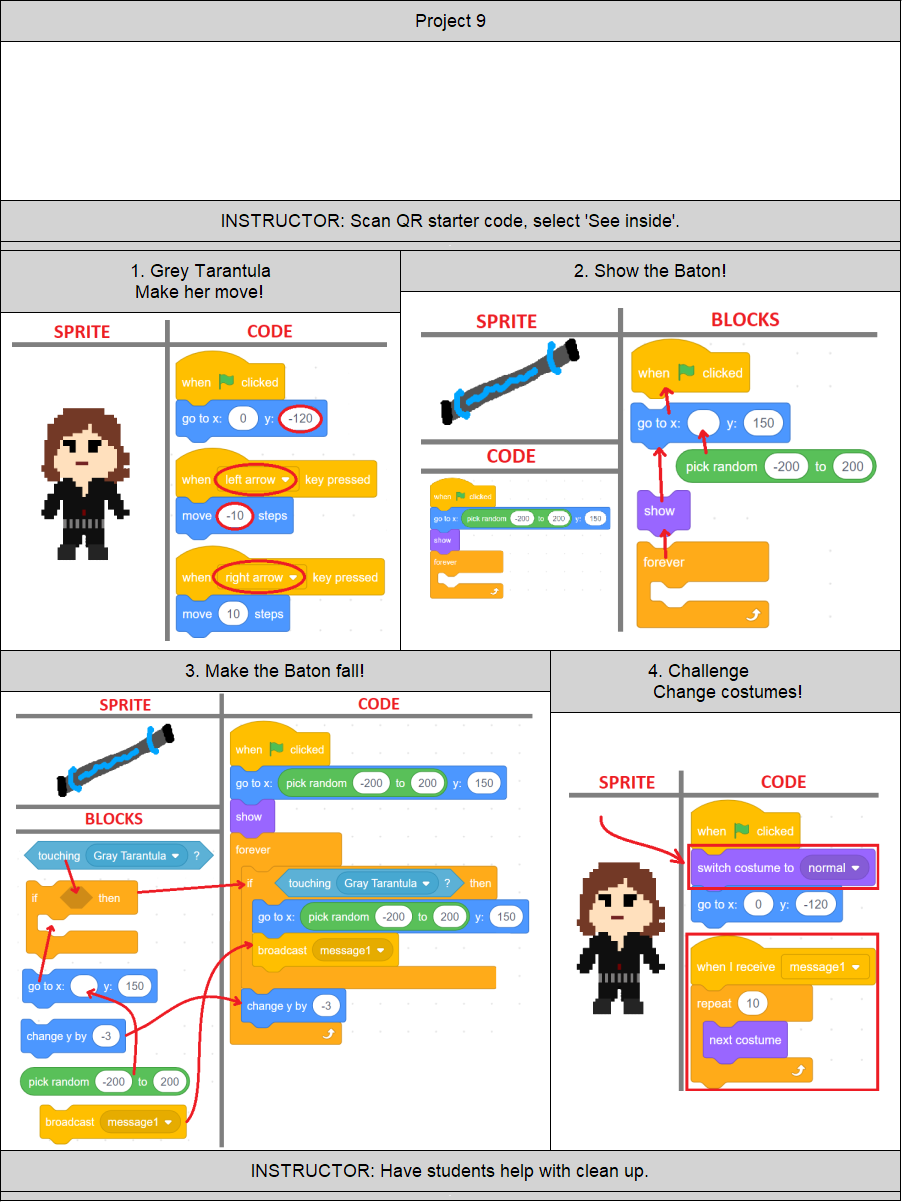 Project 9
INSTRUCTOR: Scan QR starter code, select 'See inside'.
1. Grey Tarantula
Make her move!
SPRITE CODE
when clicked
go to x: 0 y: -120
when left arrow key pressed
move -10 steps
when right arrow key pressed
move 10 steps
2. Show the Baton!
SPRITE BLOCKS
when clicked
go to x: y: 150
pick random -200 to 200
show
forever
CODE
when clicked
go to x: pick random -200 to 200 y: 150
show
forever
3. Make the Baton fall!
SPRITE CODE
BLOCKS
touching Gray Tarantula ?
if then
go to x: y: 150
change y by -3
pick random -200 to 200
broadcast message1
when clicked
go to x: pick random -200 to 200 y: 150
show
forever
if touching Gray Tarantula ? then
go to x: pick random -200 to 200 y: 150
broadcast message1
change y by -3
4. Challenge
Change costumes!
SPRITE CODE
when clicked
switch costume to normal
go to x: 0 y: -120
when I receive message1
repeat 10
next costume
INSTRUCTOR: Have students help with clean up.